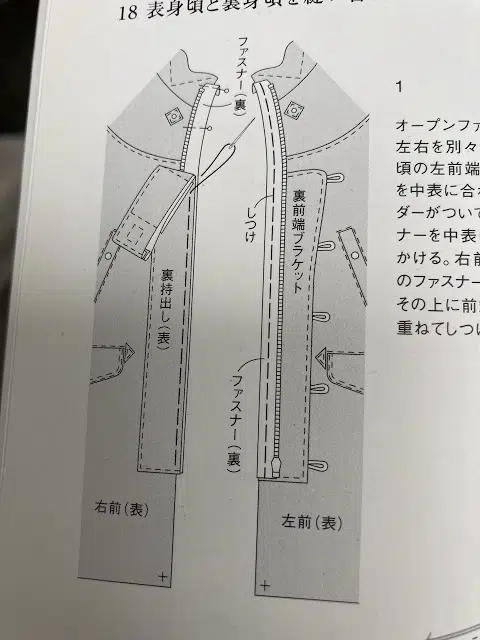 18 表身頃と裏身頃を縫い合
ファスナー(裏)
1
オープンファ
左右を別々
頃の左前端
を中表に合わ
ダーがついて
ナーを中表
かける。右前
のファスナー
その上に前
重ねてしつけ
しつけ
裏前端ブラケット
裏持出し(表)
ファスナー(裏)
右前(表)
左前(表)